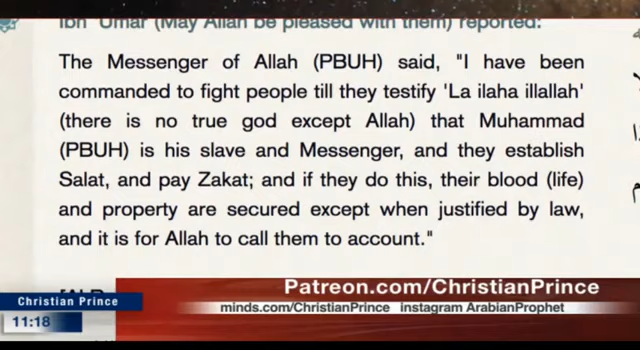 Ibn 'Umar (May Allah be pleased with them) reported:
The Messenger of Allah (PBUH) said, "I have been
commanded to fight people till they testify 'La ilaha illallah'
(there is no true god except Allah) that Muhammad
(PBUH) is his slave and Messenger, and they establish
Salat, and pay Zakat; and if they do this, their blood (life)
and property are secured except when justified by law,
and it is for Allah to call them to account."
Patreon.com/ChristianPrince
Christian Prince
minds.com/ChristianPrince instagram ArabianProphet
11:18